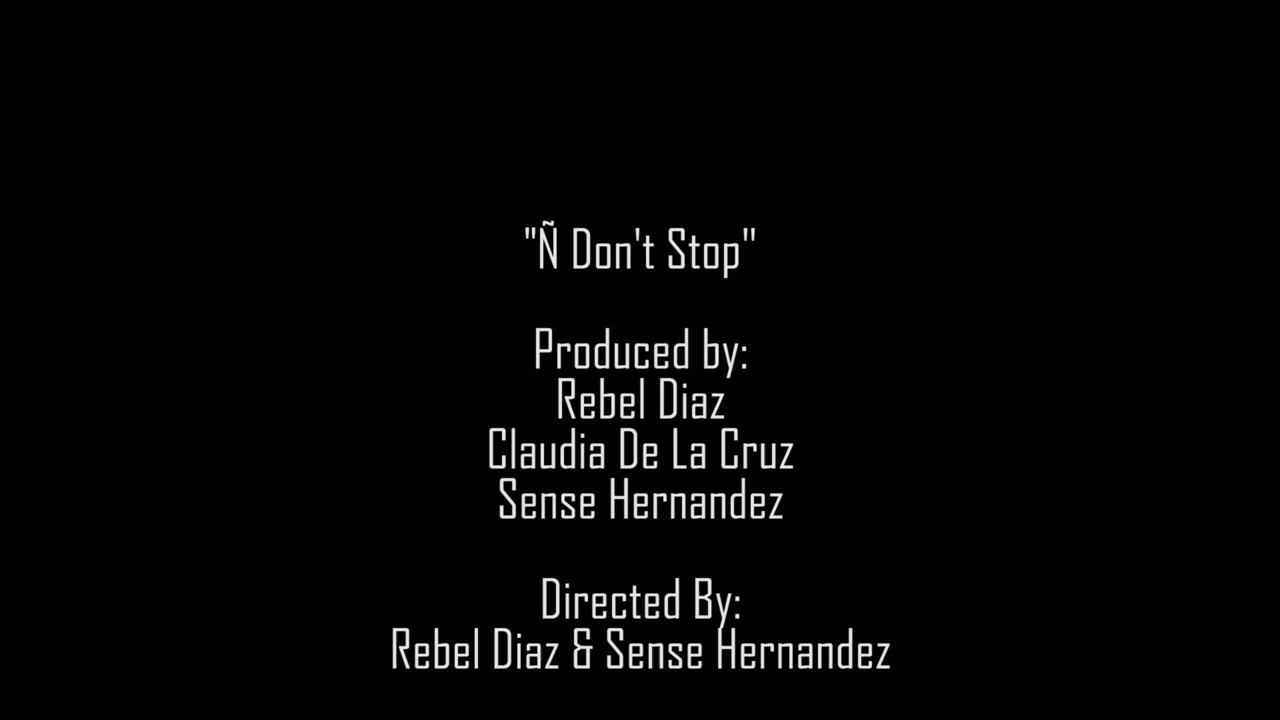 "Ñ Don't Stop"
Produced by:
Rebel Diaz
Claudia De La Cruz
Sense Hernandez
Directed By:
Rebel Diaz & Sense Hernandez